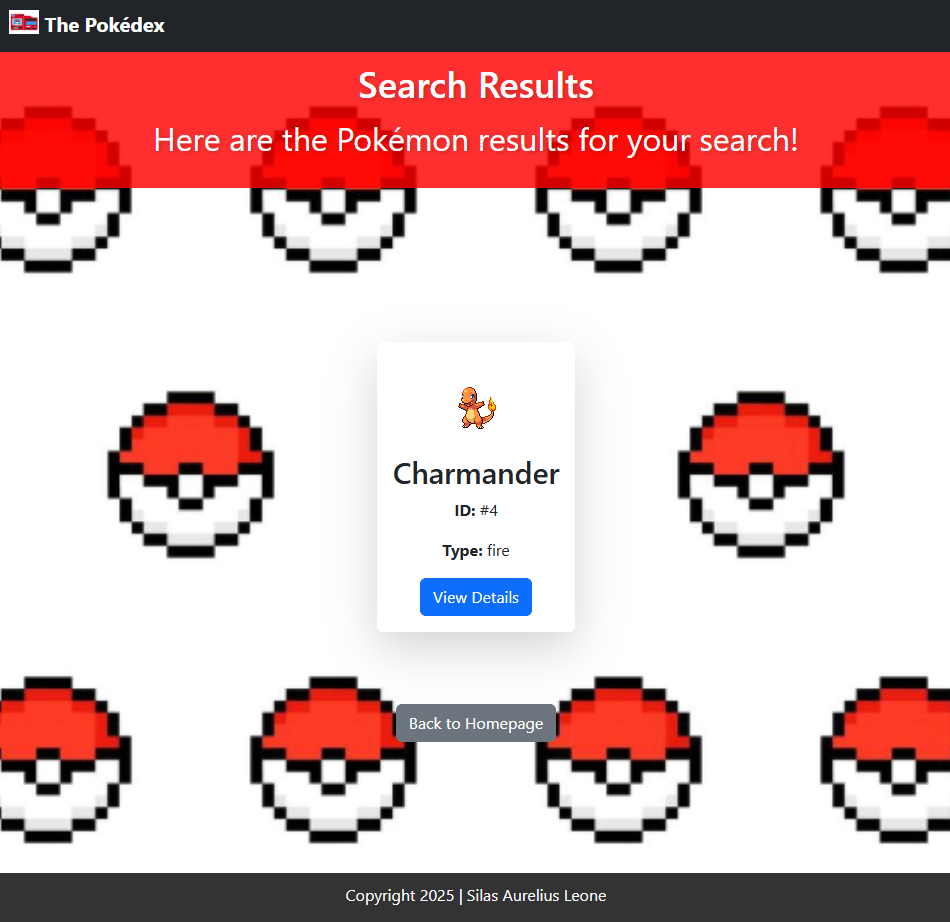 The Pokédex
Search Results
Here are the Pokémon results for your search!
Charmander
ID: #4
Type: fire
View Details
Back to Homepage
Copyright 2025 | Silas Aurelius Leone